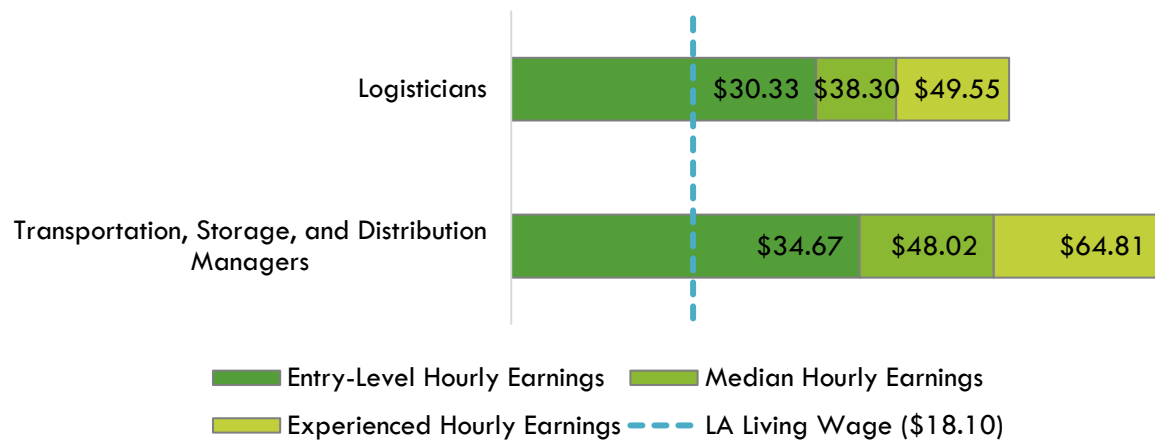 Logisticians
$30.33 $38.30 $49.55
Transportation, Storage, and Distribution
Managers
$34.67 $48.02 $64.81
Entry-Level Hourly Earnings Median Hourly Earnings
Experienced Hourly Earnings LA Living Wage ($18.10)